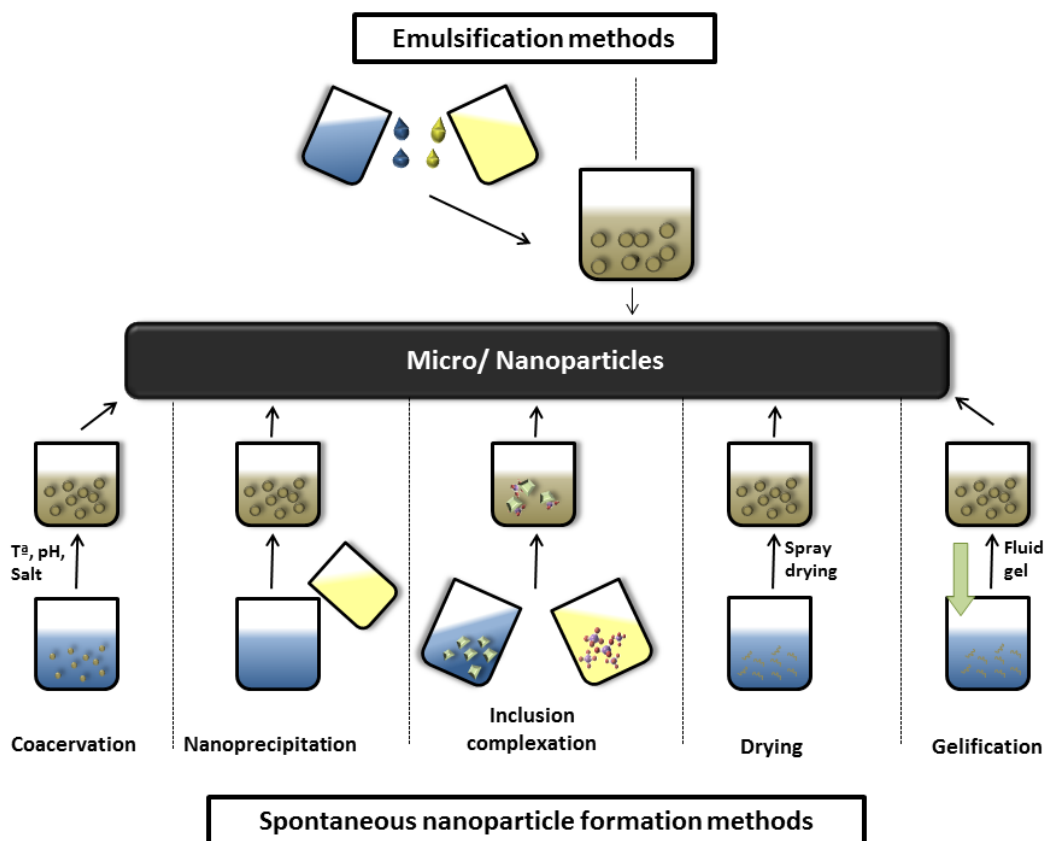 Emulsification methods
Micro/ Nanoparticles
Tª, pH,
Salt
Spray
drying
Fluid
gel
Coacervation
Nanoprecipitation
Inclusion
complexation
Drying
Gelification
Spontaneous nanoparticle formation methods